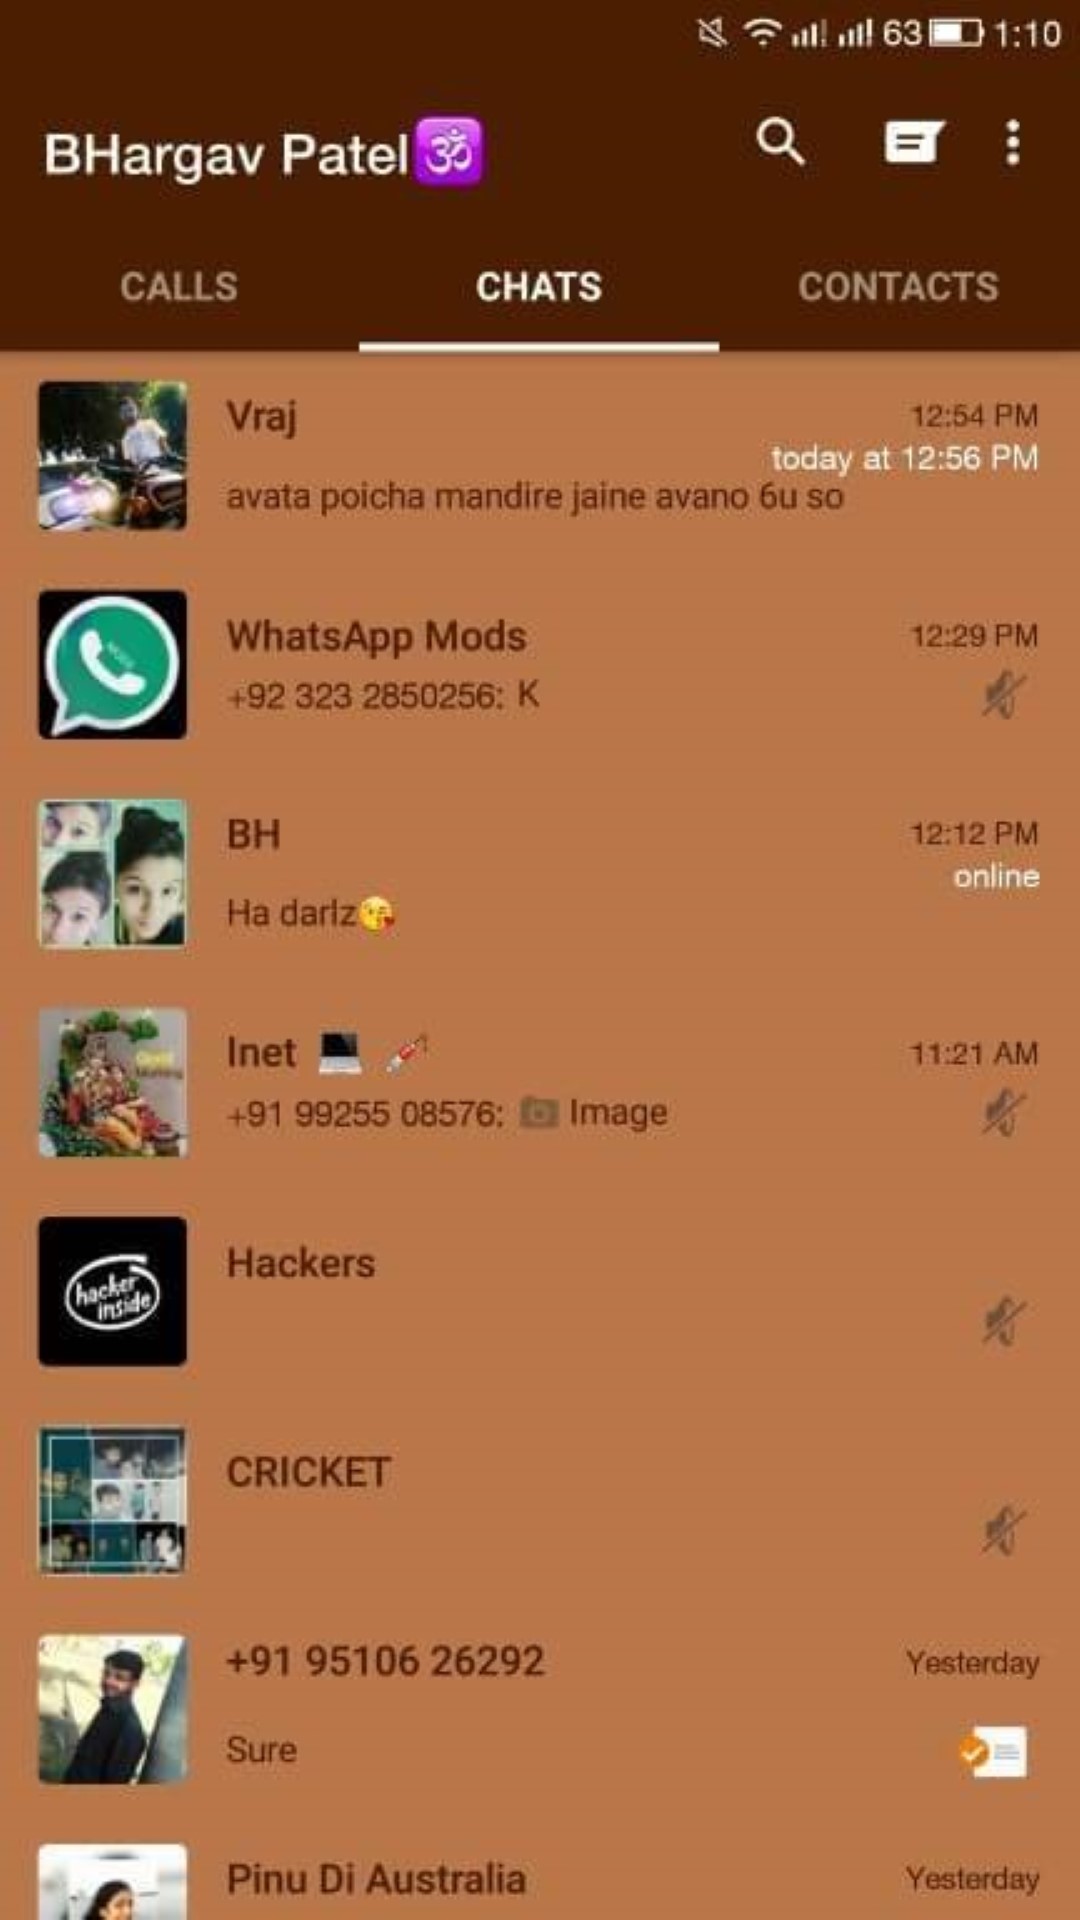 63 1:10
BHargav Patel🕉
CALLS CHATS CONTACTS
Vraj 12:54 PM
today at 12:56 PM
avata poicha mandire jaine avano 6u so
WhatsApp Mods 12:29 PM
+92 323 2850256: K
BH 12:12 PM
online
Ha darlz😘
Inet 💻 💉 11:21 AM
+91 99255 08576: 📷 Image
Hackers
hacker
inside
CRICKET
+91 95106 26292 Yesterday
Sure
Pinu Di Australia Yesterday